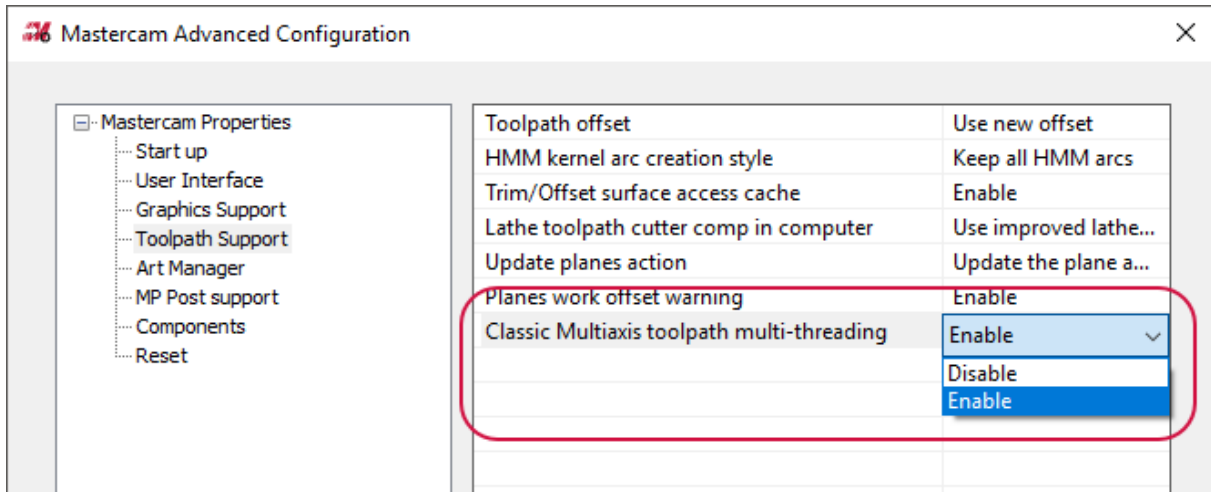 Mastercam Advanced Configuration
Mastercam Properties
Start up
User Interface
Graphics Support
Toolpath Support
Art Manager
MP Post support
Components
Reset
Toolpath offset Use new offset
HMM kernel arc creation style Keep all HMM arcs
Trim/Offset surface access cache Enable
Lathe toolpath cutter comp in computer Use improved lathe...
Update planes action Update the plane a...
Planes work offset warning Enable
Classic Multiaxis toolpath multi-threading Enable
Disable
Enable